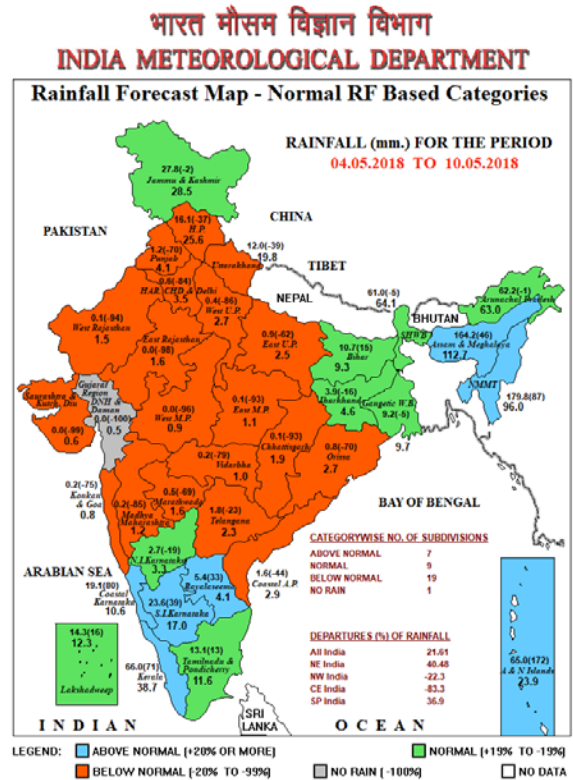 भारत मौसम विज्ञान विभाग
INDIA METEOROLOGICAL DEPARTMENT
Rainfall Forecast Map - Normal RF Based Categories
RAINFALL (mm.) FOR THE PERIOD
04.05.2018 TO 10.05.2018
27.8(-2)
Jammu & Kashmir
28.5
CHINA
PAKISTAN
16.1(-37)
H.P.
25.6
12.0(-39)
Uttarakhand
19.8
TIBET
1.2(-70)
Punjab
4.1
0.6(-84)
HAR. CHD & Delhi
3.5
NEPAL
61.0(-5)
64.1
BHUTAN
SHWB
62.2(-1)
Arunachal Pradesh
63.0
0.1(-94)
West Rajasthan
1.5
0.4(-86)
West U.P.
2.7
East Rajasthan
0.0(-98)
1.6
0.9(-62)
East U.P.
2.5
10.7(15)
Bihar
9.3
164.2(46)
Assam & Meghalaya
112.7
NMMT
179.8(87)
96.0
Gujarat
Region
DNH &
Daman
0.0(-100)
0.5
Saurashtra &
Kutch, Diu
0.0(-99)
0.6
0.0(-96)
West M.P.
0.9
0.1(-93)
East M.P.
1.1
3.9(-16)
Jharkhand
4.6
Gangetic W.B.
9.2(-5)
9.7
0.1(-93)
Chhattisgarh
1.9
0.8(-70)
Orissa
2.7
0.2(-79)
Vidarbha
1.0
0.2(-75)
Konkan
& Goa
0.8
0.5(-69)
Marathwada
1.6
0.2(-85)
Madhya
Maharashtra
1.2
1.8(-23)
Telangana
2.3
BAY OF BENGAL
ARABIAN SEA
2.7(-19)
N.I.Karnataka
3.3
1.6(-44)
Coastal A.P.
2.9
5.4(33)
Rayalaseema
4.1
19.1(80)
Coastal
Karnataka
10.6
23.6(39)
S.I.Karnataka
17.0
13.1(13)
Tamilnadu &
Pondicherry
11.6
66.0(71)
Kerala
38.7
14.3(16)
12.3
Lakshadweep
65.0(172)
A & N Islands
23.9
CATEGORYWISE NO. OF SUBDIVISIONS
ABOVE NORMAL 7
NORMAL 9
BELOW NORMAL 19
NO RAIN 1
DEPARTURES (%) OF RAINFALL
All India 21.61
NE India 40.48
NW India -22.3
CE India -83.3
SP India 36.9
SRI
LANKA
INDIAN OCEAN
LEGEND: ABOVE NORMAL (+20% OR MORE) NORMAL (+19% TO -19%)
BELOW NORMAL (-20% TO -99%) NO RAIN (-100%) NO DATA